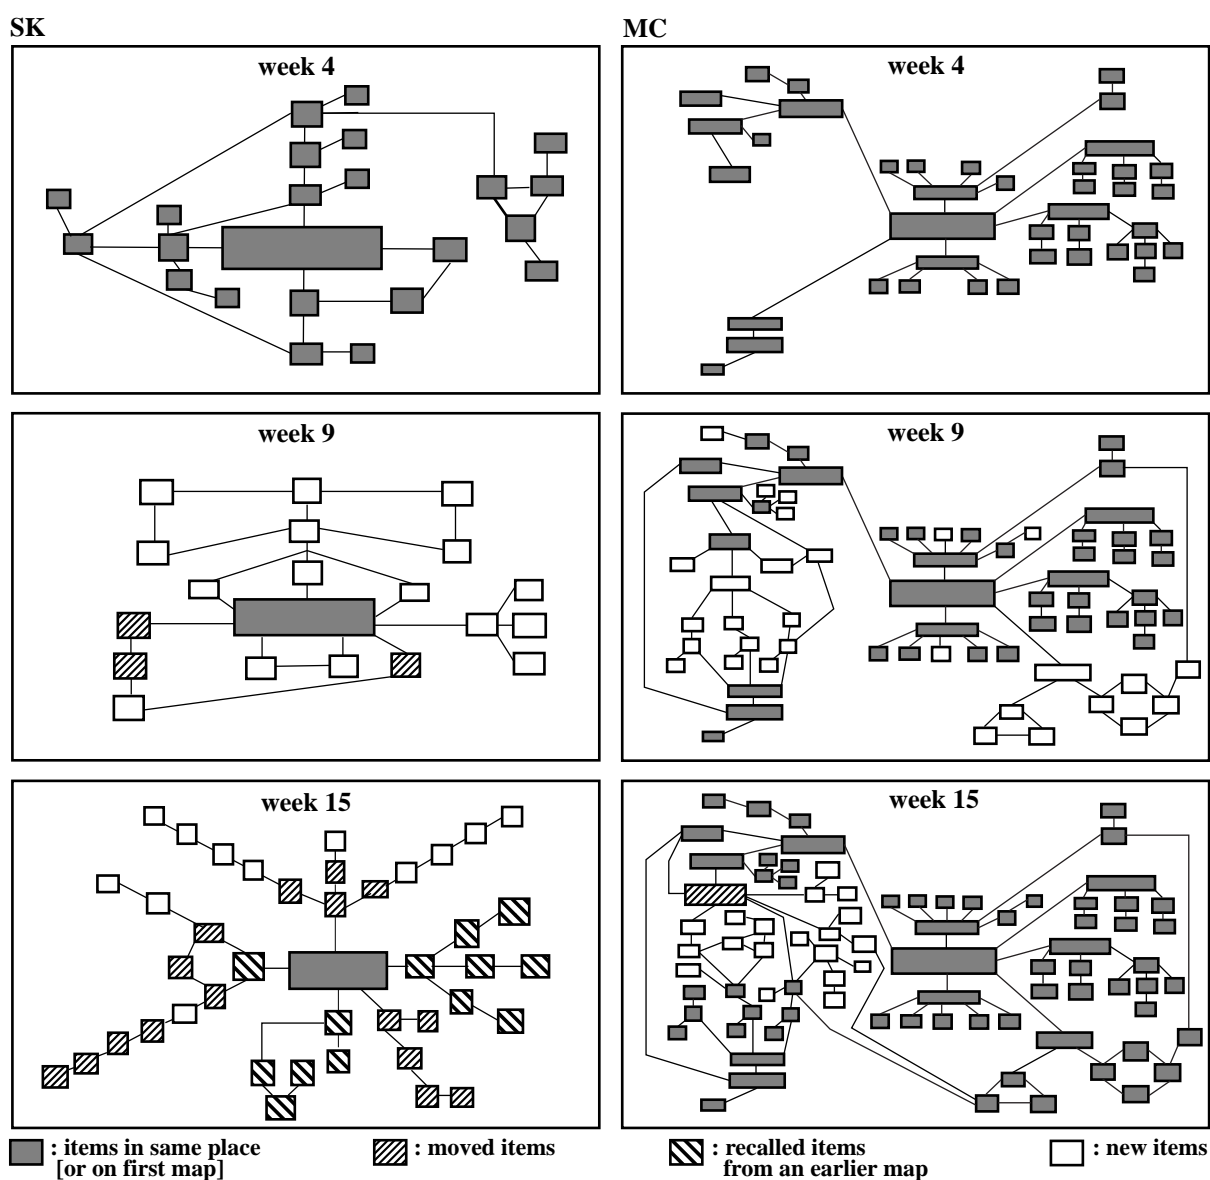 SK
MC
week 4
week 4
week 9
week 9
week 15
week 15
: items in same place
[or on first map]
: moved items
: recalled items
from an earlier map
: new items